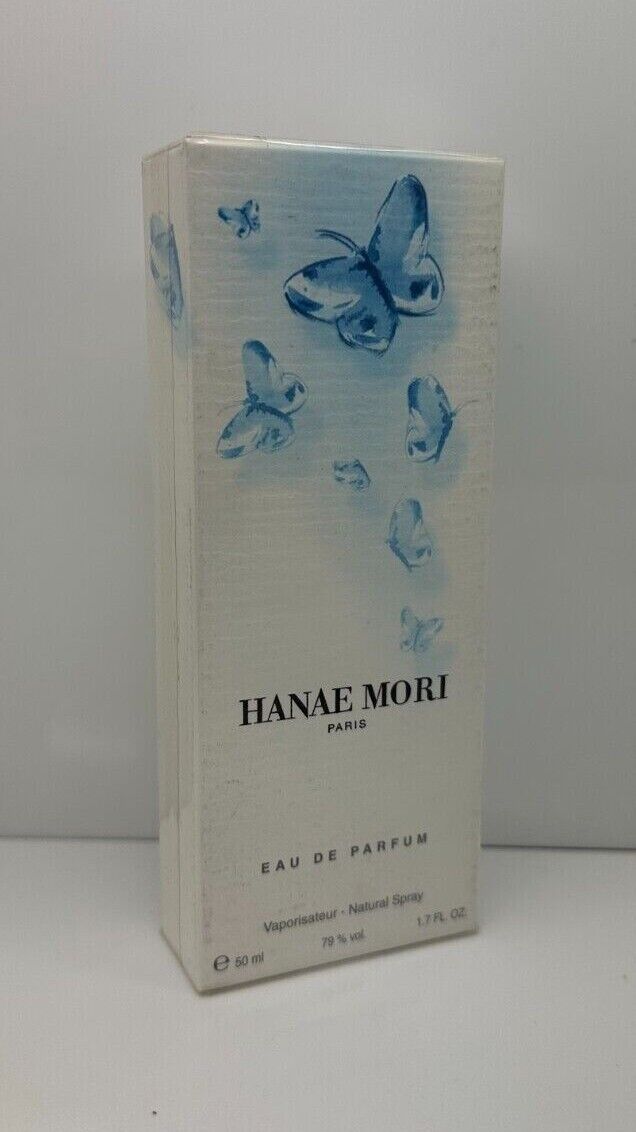 HANAE MORI
PARIS
EAU DE PARFUM
Vaporisateur - Natural Spray
℮ 50 ml 79 % vol. 1.7 FL. OZ.